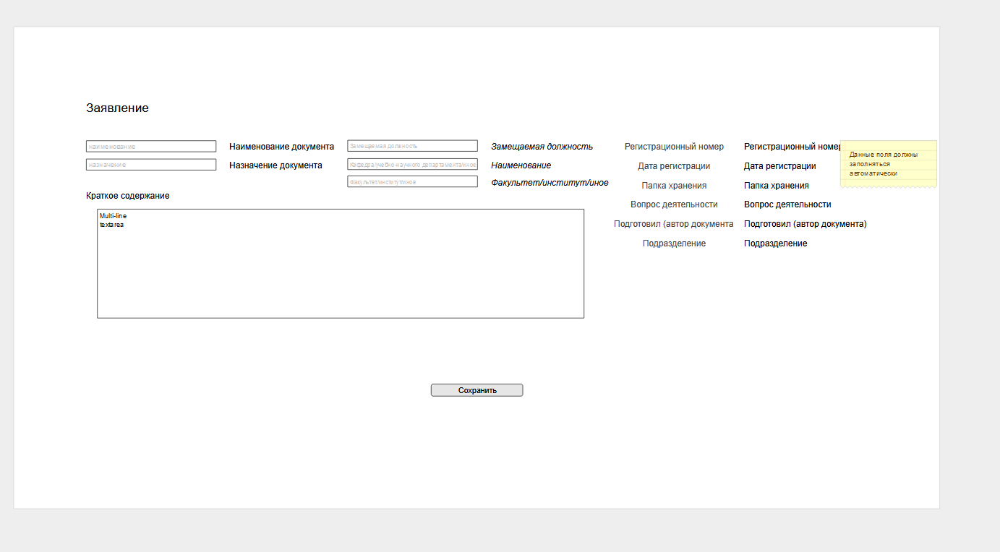 Заявление
наименование
Наименование документа
Замещаемая должность
Замещаемая должность
Регистрационный номер
Регистрационный номер
назначение
Назначение документа
Кафедра/учебно-научного департамента/иное
Наименование
Дата регистрации
Дата регистрации
Факультет/институт/иное
Факультет/институт/иное
Папка хранения
Папка хранения
Данные поля должны
заполняться
автоматически
Краткое содержание
Вопрос деятельности
Вопрос деятельности
Multi-line
textarea
Подготовил (автор документа
Подготовил (автор документа)
Подразделение
Подразделение
Сохранить